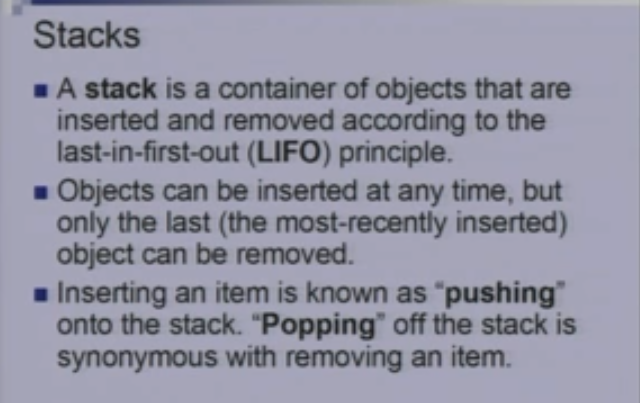 Stacks
A stack is a container of objects that are
inserted and removed according to the
last-in-first-out (LIFO) principle.
Objects can be inserted at any time, but
only the last (the most-recently inserted)
object can be removed.
Inserting an item is known as “pushing”
onto the stack. “Popping” off the stack is
synonymous with removing an item.